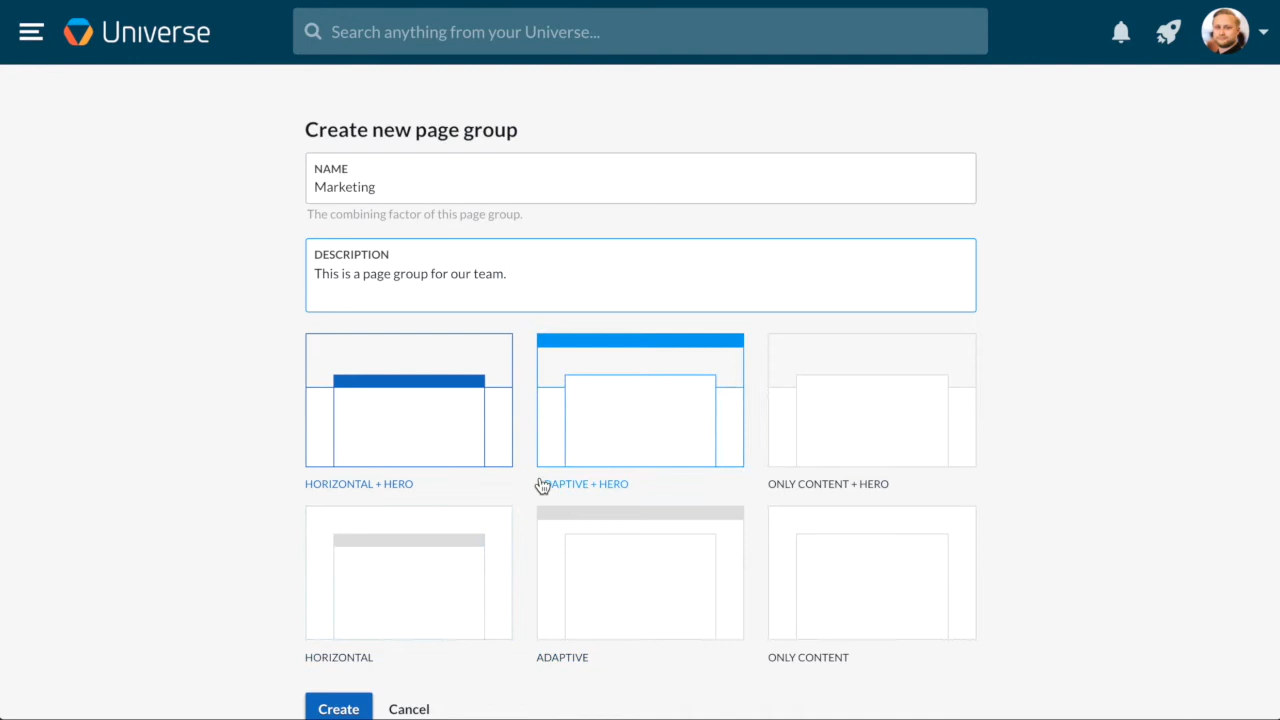 Universe
Search anything from your Universe...
Create new page group
NAME
Marketing
The combining factor of this page group.
DESCRIPTION
This is a page group for our team.
HORIZONTAL + HERO
ADAPTIVE + HERO
ONLY CONTENT + HERO
HORIZONTAL
ADAPTIVE
ONLY CONTENT
Create
Cancel